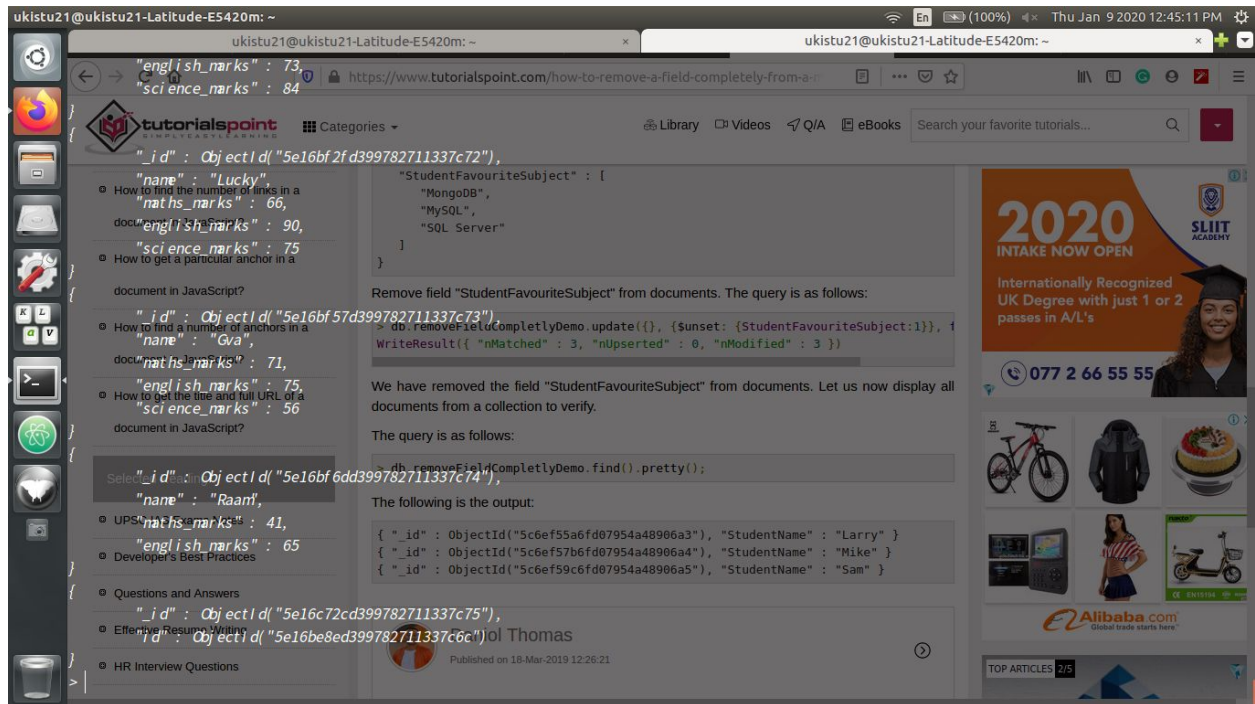 ukistu21@ukistu21-Latitude-E5420m: ~
En (100%) Thu Jan 9 2020 12:45:11 PM
ukistu21@ukistu21-Latitude-E5420m: ~ ×
ukistu21@ukistu21-Latitude-E5420m: ~ ×
https://www.tutorialspoint.com/how-to-remove-a-field-completely-from-a-
"english_marks" : 73,
"science_marks" : 84
}
{
"_id" : ObjectId("5e16bf2fd399782711337c72"),
"name" : "Lucky",
"maths_marks" : 66,
"english_marks" : 90,
"science_marks" : 75
}
{
"_id" : ObjectId("5e16bf57d399782711337c73"),
"name" : "Gva",
"maths_marks" : 71,
"english_marks" : 75,
"science_marks" : 56
}
{
"_id" : ObjectId("5e16bf6dd399782711337c74"),
"name" : "Raam",
"maths_marks" : 41,
"english_marks" : 65
}
{
"_id" : ObjectId("5e16c72cd399782711337c75"),
"id" : ObjectId("5e16be8ed399782711337c6c")
}
>
tutorialspoint
SIMPLYEASYLEARNING
Categories
Library Videos Q/A eBooks Search your favorite tutorials...
How to find the number of links in a
document in JavaScript?
How to get a particular anchor in a
document in JavaScript?
How to find a number of anchors in a
document in JavaScript?
How to get the title and full URL of a
document in JavaScript?
Developer's Best Practices
Questions and Answers
Effective Resume Writing
HR Interview Questions
"StudentFavouriteSubject" : [
"MongoDB",
"MySQL",
"SQL Server"
]
}
Remove field "StudentFavouriteSubject" from documents. The query is as follows:
> db.removeFieldCompletlyDemo.update({}, {$unset: {StudentFavouriteSubject:1}}, f
WriteResult({ "nMatched" : 3, "nUpserted" : 0, "nModified" : 3 })
We have removed the field "StudentFavouriteSubject" from documents. Let us now display all
documents from a collection to verify.
The query is as follows:
> db.removeFieldCompletlyDemo.find().pretty();
The following is the output:
{ "_id" : ObjectId("5c6ef55a6fd07954a48906a3"), "StudentName" : "Larry" }
{ "_id" : ObjectId("5c6ef57b6fd07954a48906a4"), "StudentName" : "Mike" }
{ "_id" : ObjectId("5c6ef59c6fd07954a48906a5"), "StudentName" : "Sam" }
Thomas
Published on 18-Mar-2019 12:26:21
2020
INTAKE NOW OPEN
SLIIT
ACADEMY
Internationally Recognized
UK Degree with just 1 or 2
passes in A/L's
077 2 66 55 55
Alibaba.com
Global trade starts here.
TOP ARTICLES 2/5
K L
a v